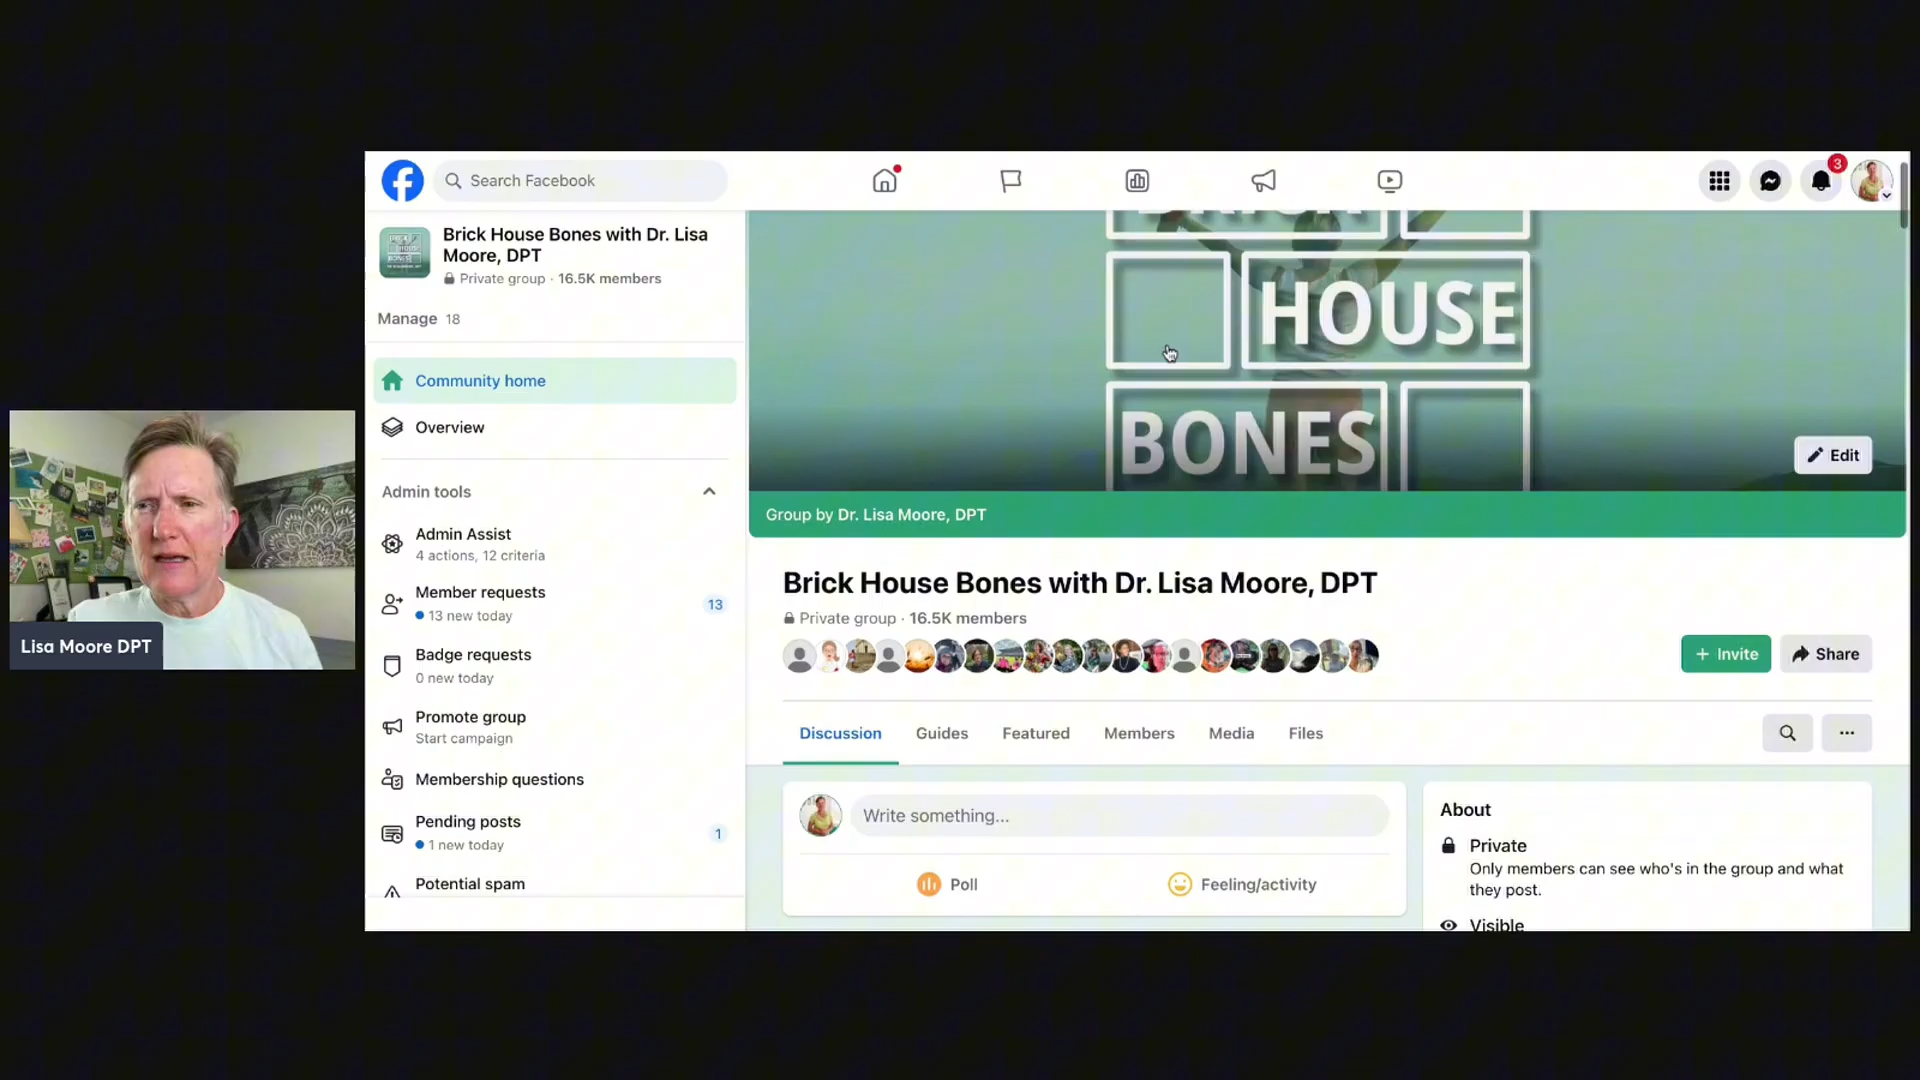 Search Facebook
3
Brick House Bones with Dr. Lisa
Moore, DPT
Private group · 16.5K members
Manage 18
Community home
Overview
Admin tools
Admin Assist
4 actions, 12 criteria
Member requests
13 new today
13
Badge requests
0 new today
Promote group
Start campaign
Membership questions
Pending posts
1 new today
1
Potential spam
Lisa Moore DPT
BRICK
HOUSE
BONES
Edit
Group by Dr. Lisa Moore, DPT
Brick House Bones with Dr. Lisa Moore, DPT
Private group · 16.5K members
+ Invite
Share
Discussion
Guides
Featured
Members
Media
Files
Write something...
Poll
Feeling/activity
About
Private
Only members can see who's in the group and what
they post.
Visible